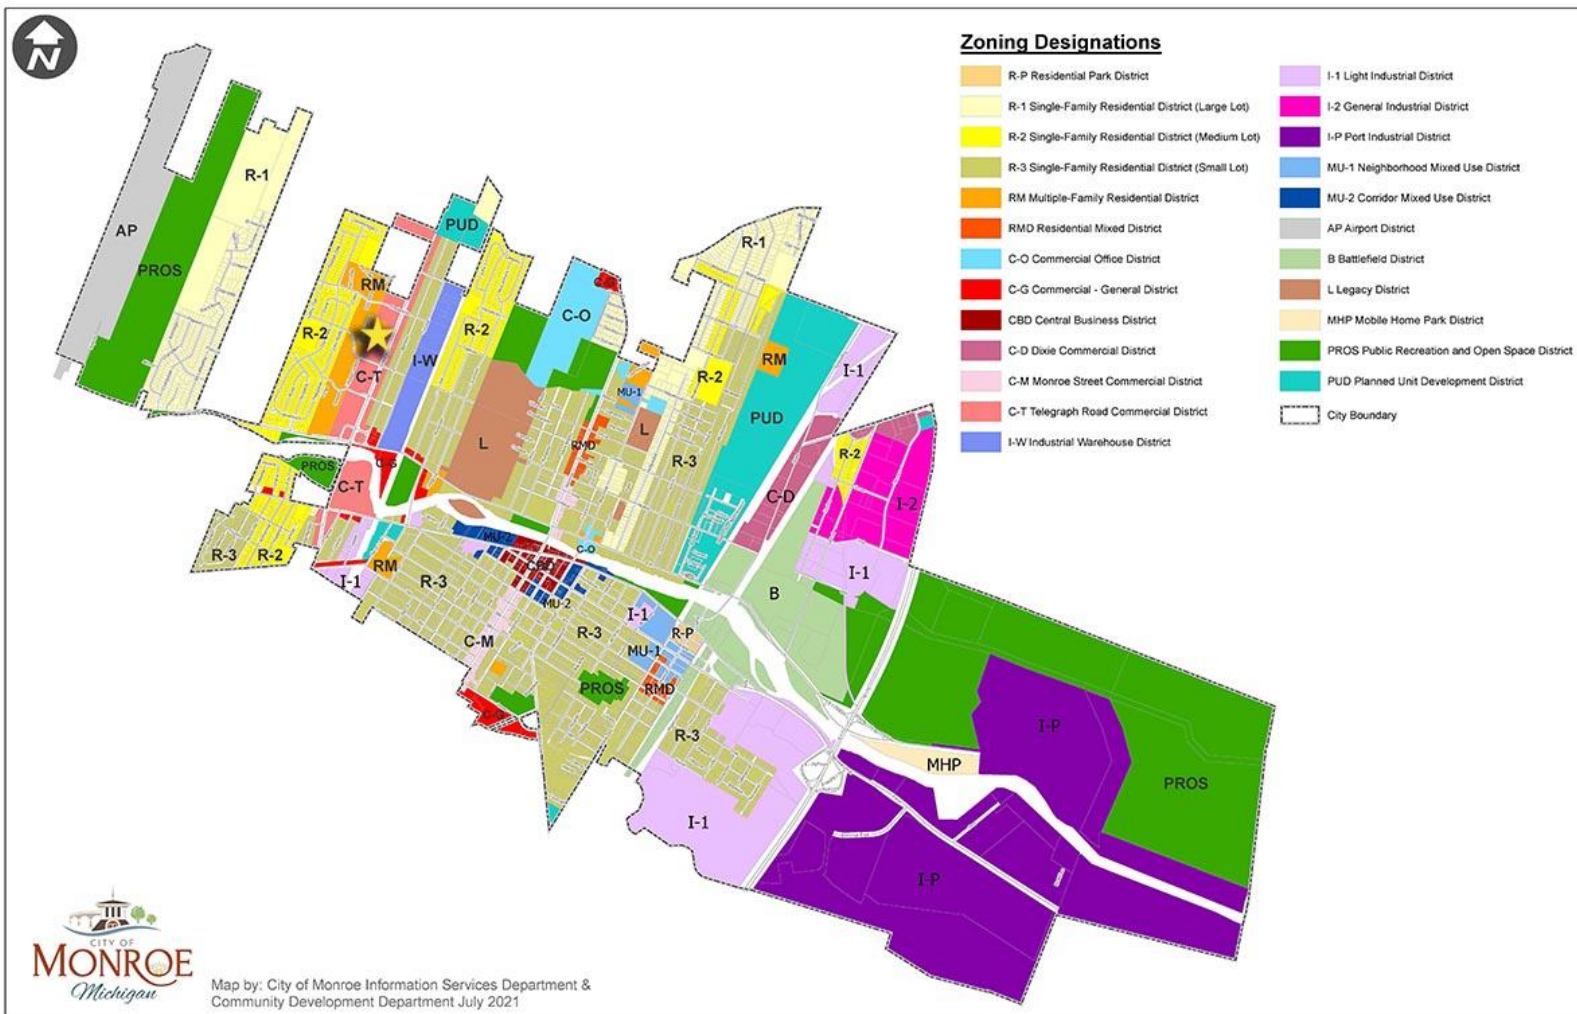 N
Zoning Designations
R-P Residential Park District
R-1 Single-Family Residential District (Large Lot)
R-2 Single-Family Residential District (Medium Lot)
R-3 Single-Family Residential District (Small Lot)
RM Multiple-Family Residential District
RMD Residential Mixed District
C-O Commercial Office District
C-G Commercial - General District
CBD Central Business District
C-D Dixie Commercial District
C-M Monroe Street Commercial District
C-T Telegraph Road Commercial District
I-W Industrial Warehouse District
I-1 Light Industrial District
I-2 General Industrial District
I-P Port Industrial District
MU-1 Neighborhood Mixed Use District
MU-2 Corridor Mixed Use District
AP Airport District
B Battlefield District
L Legacy District
MHP Mobile Home Park District
PROS Public Recreation and Open Space District
PUD Planned Unit Development District
City Boundary
R-1
AP
PROS
PUD
R-1
RM
R-2
R-2
C-O
C-G
I-W
C-T
RM
R-2
MU-1
I-1
PUD
L
RMD
L
R-3
R-2
C-G
PROS
C-T
C-D
I-2
MU-2
C-O
CBD
R-3
R-2
I-1
RM
R-3
I-1
B
MU-2
I-1
R-3
R-P
C-M
MU-1
PROS
RMD
C-G
R-3
I-P
MHP
PROS
I-1
I-P
CITY OF
MONROE
Michigan
Map by: City of Monroe Information Services Department &
Community Development Department July 2021